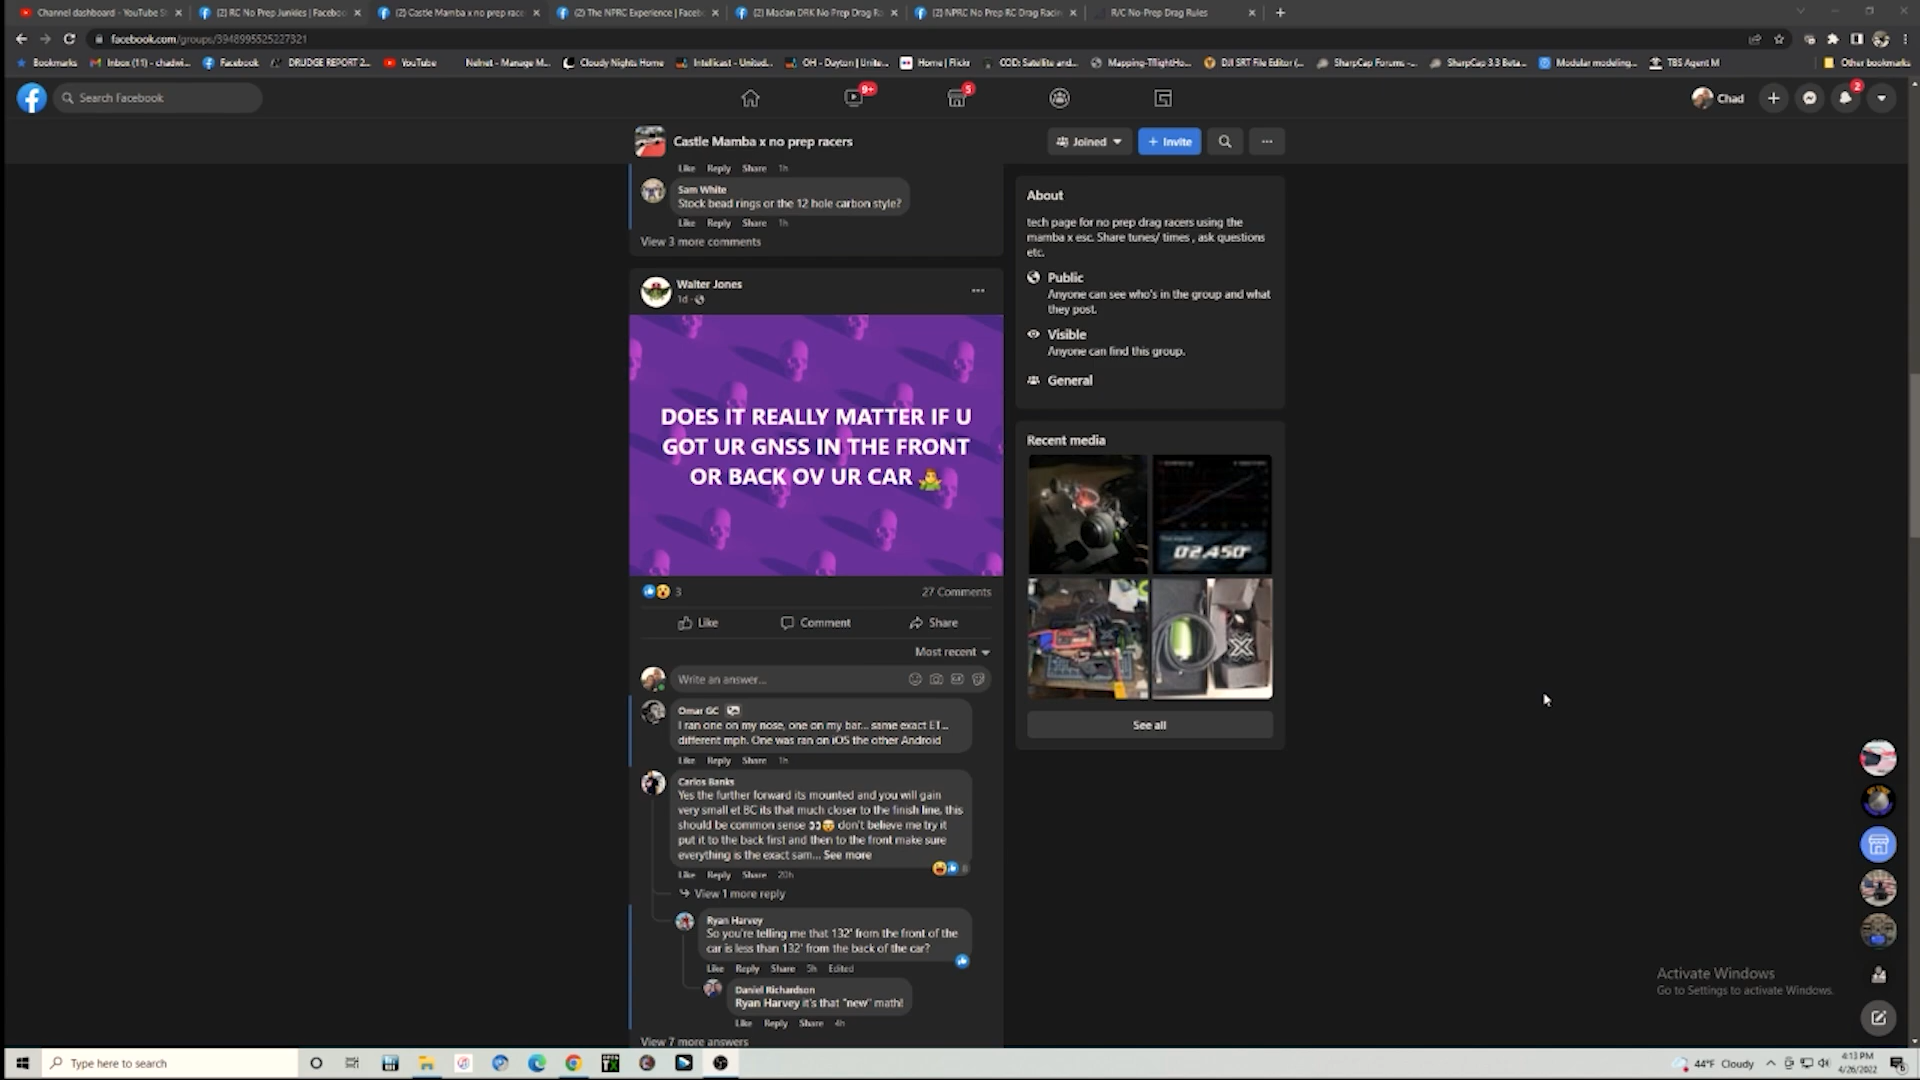 Channel dashboard - YouTube St
(2) RC No Prep Junkies | Faceboo
(2) Castle Mamba x no prep race
(2) The NPRC Experience | Faceb
(2) Maclan DRK No Prep Drag R
(2) NPRC No Prep RC Drag Racin
R/C No-Prep Drag Rules
facebook.com/groups/3948995525227321
Bookmarks
Inbox (11) - chadwi...
Facebook
DRUDGE REPORT 2...
YouTube
Nelnet - Manage M...
Cloudy Nights Home
Intellicast - United...
OH - Dayton | Unite...
Home | Flickr
COD: Satellite and...
Mapping-TflightHo...
DJI SRT File Editor (...
SharpCap Forums -...
SharpCap 3.3 Beta...
Modular modeling...
TBS Agent M
Other bookmarks
Search Facebook
9+
5
Chad
2
Castle Mamba x no prep racers
Joined
+ Invite
Like Reply Share 1h
Sam White
Stock bead rings or the 12 hole carbon style?
Like Reply Share 1h
View 3 more comments
Walter Jones
1d
DOES IT REALLY MATTER IF U
GOT UR GNSS IN THE FRONT
OR BACK OV UR CAR 🤷
3
27 Comments
Like
Comment
Share
Most recent
Write an answer...
Omar GC
I ran one on my nose, one on my bar... same exact ET...
different mph. One was ran on iOS the other Android
Like Reply Share 1h
Carlos Banks
Yes the further forward its mounted and you will gain
very small et BC its that much closer to the finish line, this
should be common sense 👀🤯 don't believe me try it
put it to the back first and then to the front make sure
everything is the exact sam... See more
Like Reply Share 20h
View 1 more reply
Ryan Harvey
So you're telling me that 132' from the front of the
car is less than 132' from the back of the car?
Like Reply Share 5h Edited
Daniel Richardson
Ryan Harvey it's that "new" math!
Like Reply Share 4h
View 7 more answers
About
tech page for no prep drag racers using the
mamba x esc. Share tunes/ times , ask questions
etc.
Public
Anyone can see who's in the group and what
they post.
Visible
Anyone can find this group.
General
Recent media
02.450"
See all
Activate Windows
Go to Settings to activate Windows.
Type here to search
44°F Cloudy
4:13 PM
4/26/2022